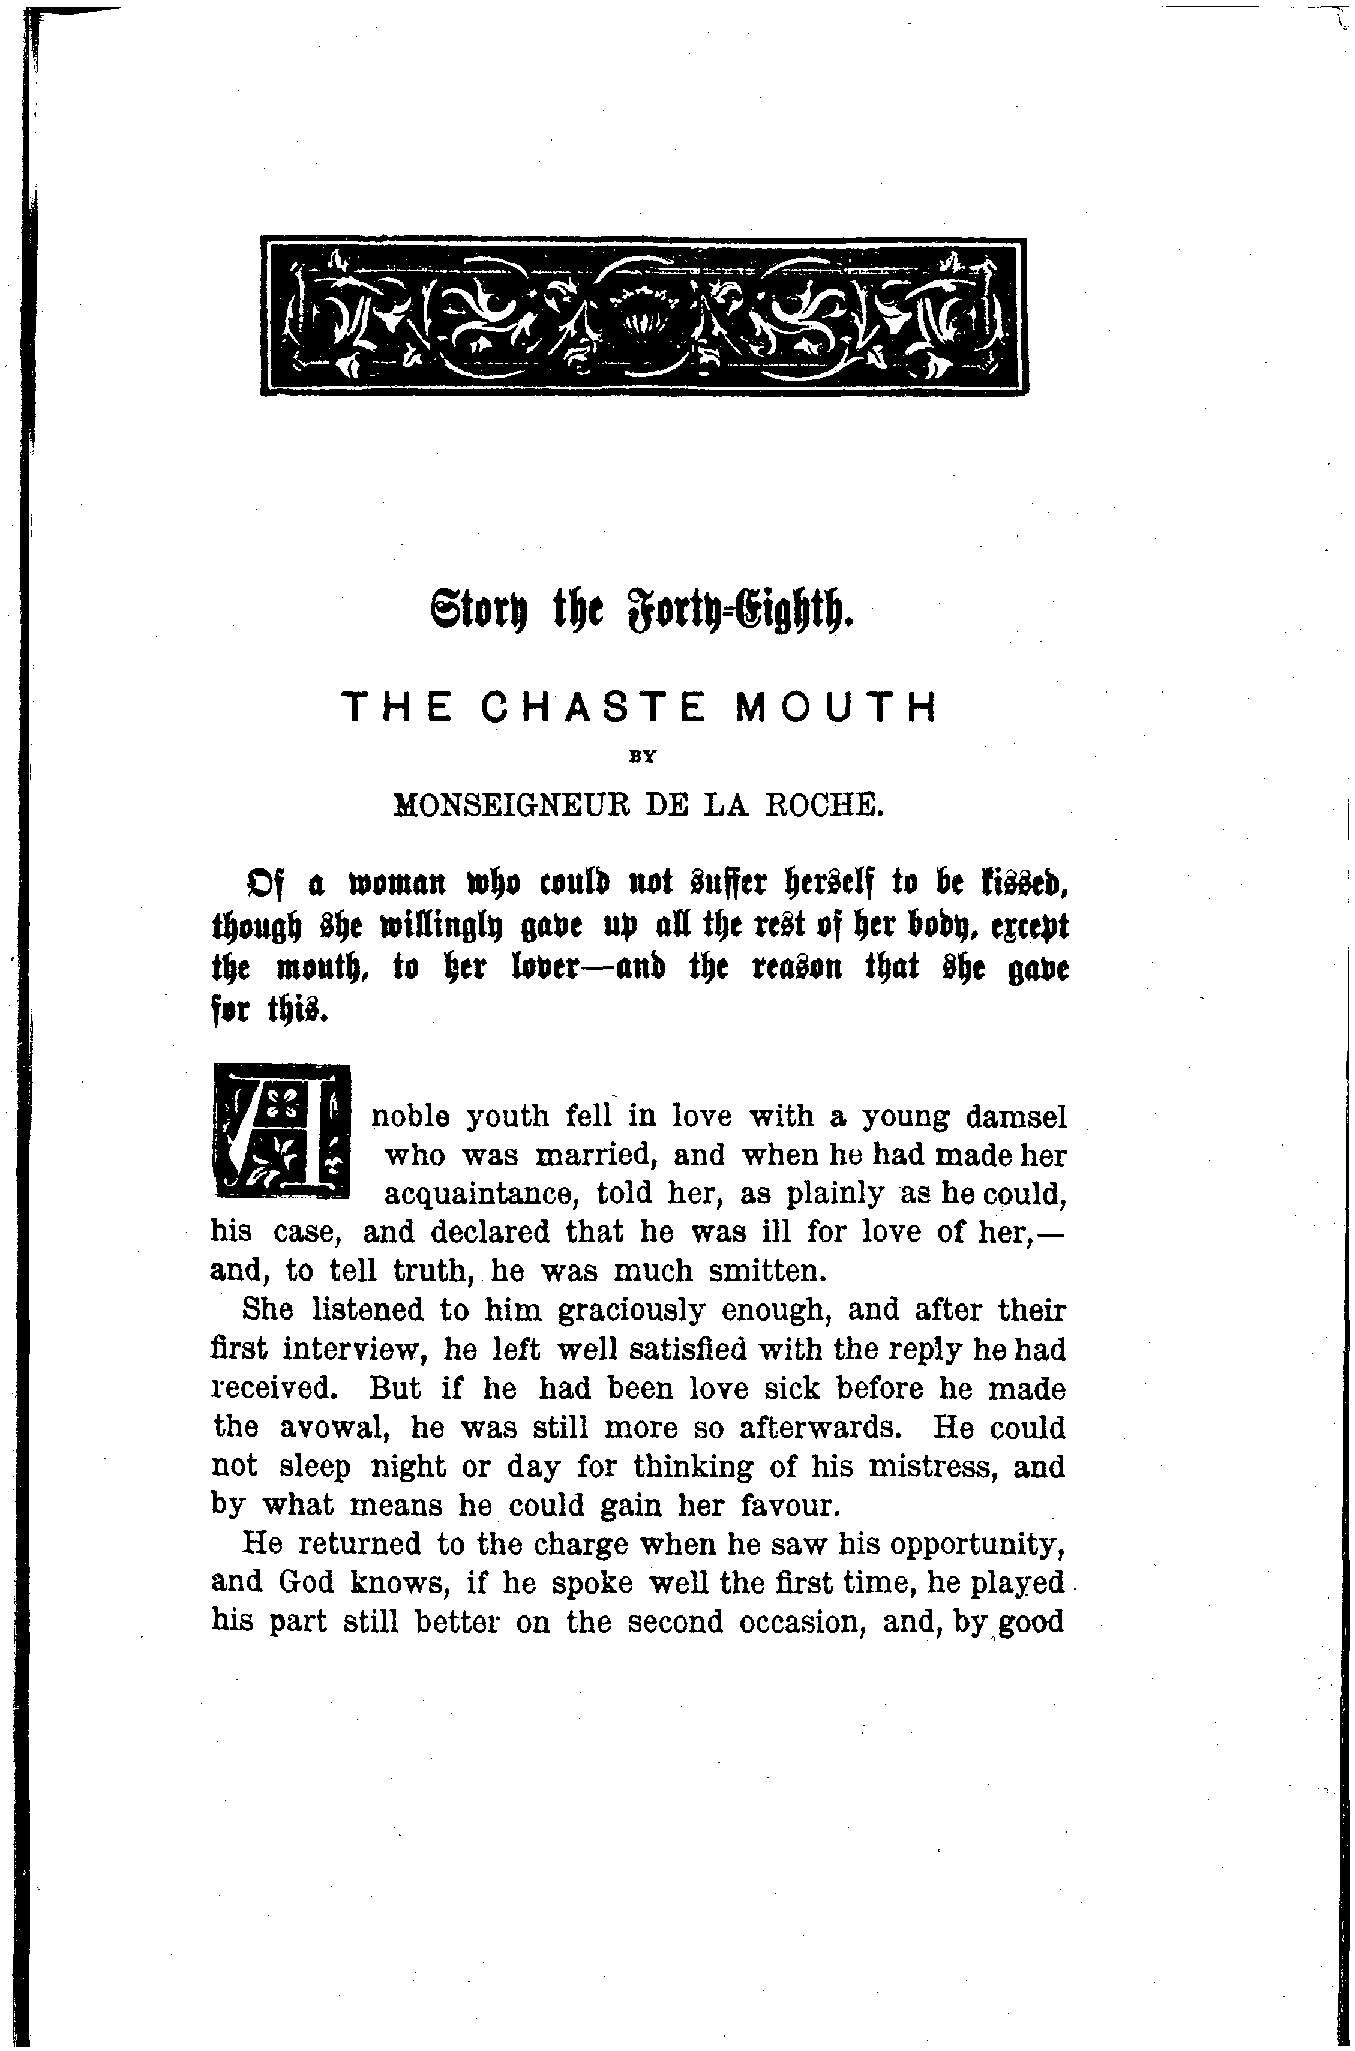 Story the Forty-Eighth.
THE CHASTE MOUTH
BY
MONSEIGNEUR DE LA ROCHE.
Of a woman who could not suffer herself to be kissed,
though she willingly gave up all the rest of her body, except
the mouth, to her lover—and the reason that she gave
for this.
A noble youth fell in love with a young damsel
who was married, and when he had made her
acquaintance, told her, as plainly as he could,
his case, and declared that he was ill for love of her,—
and, to tell truth, he was much smitten.
She listened to him graciously enough, and after their
first interview, he left well satisfied with the reply he had
received. But if he had been love sick before he made
the avowal, he was still more so afterwards. He could
not sleep night or day for thinking of his mistress, and
by what means he could gain her favour.
He returned to the charge when he saw his opportunity,
and God knows, if he spoke well the first time, he played
his part still better on the second occasion, and, by good